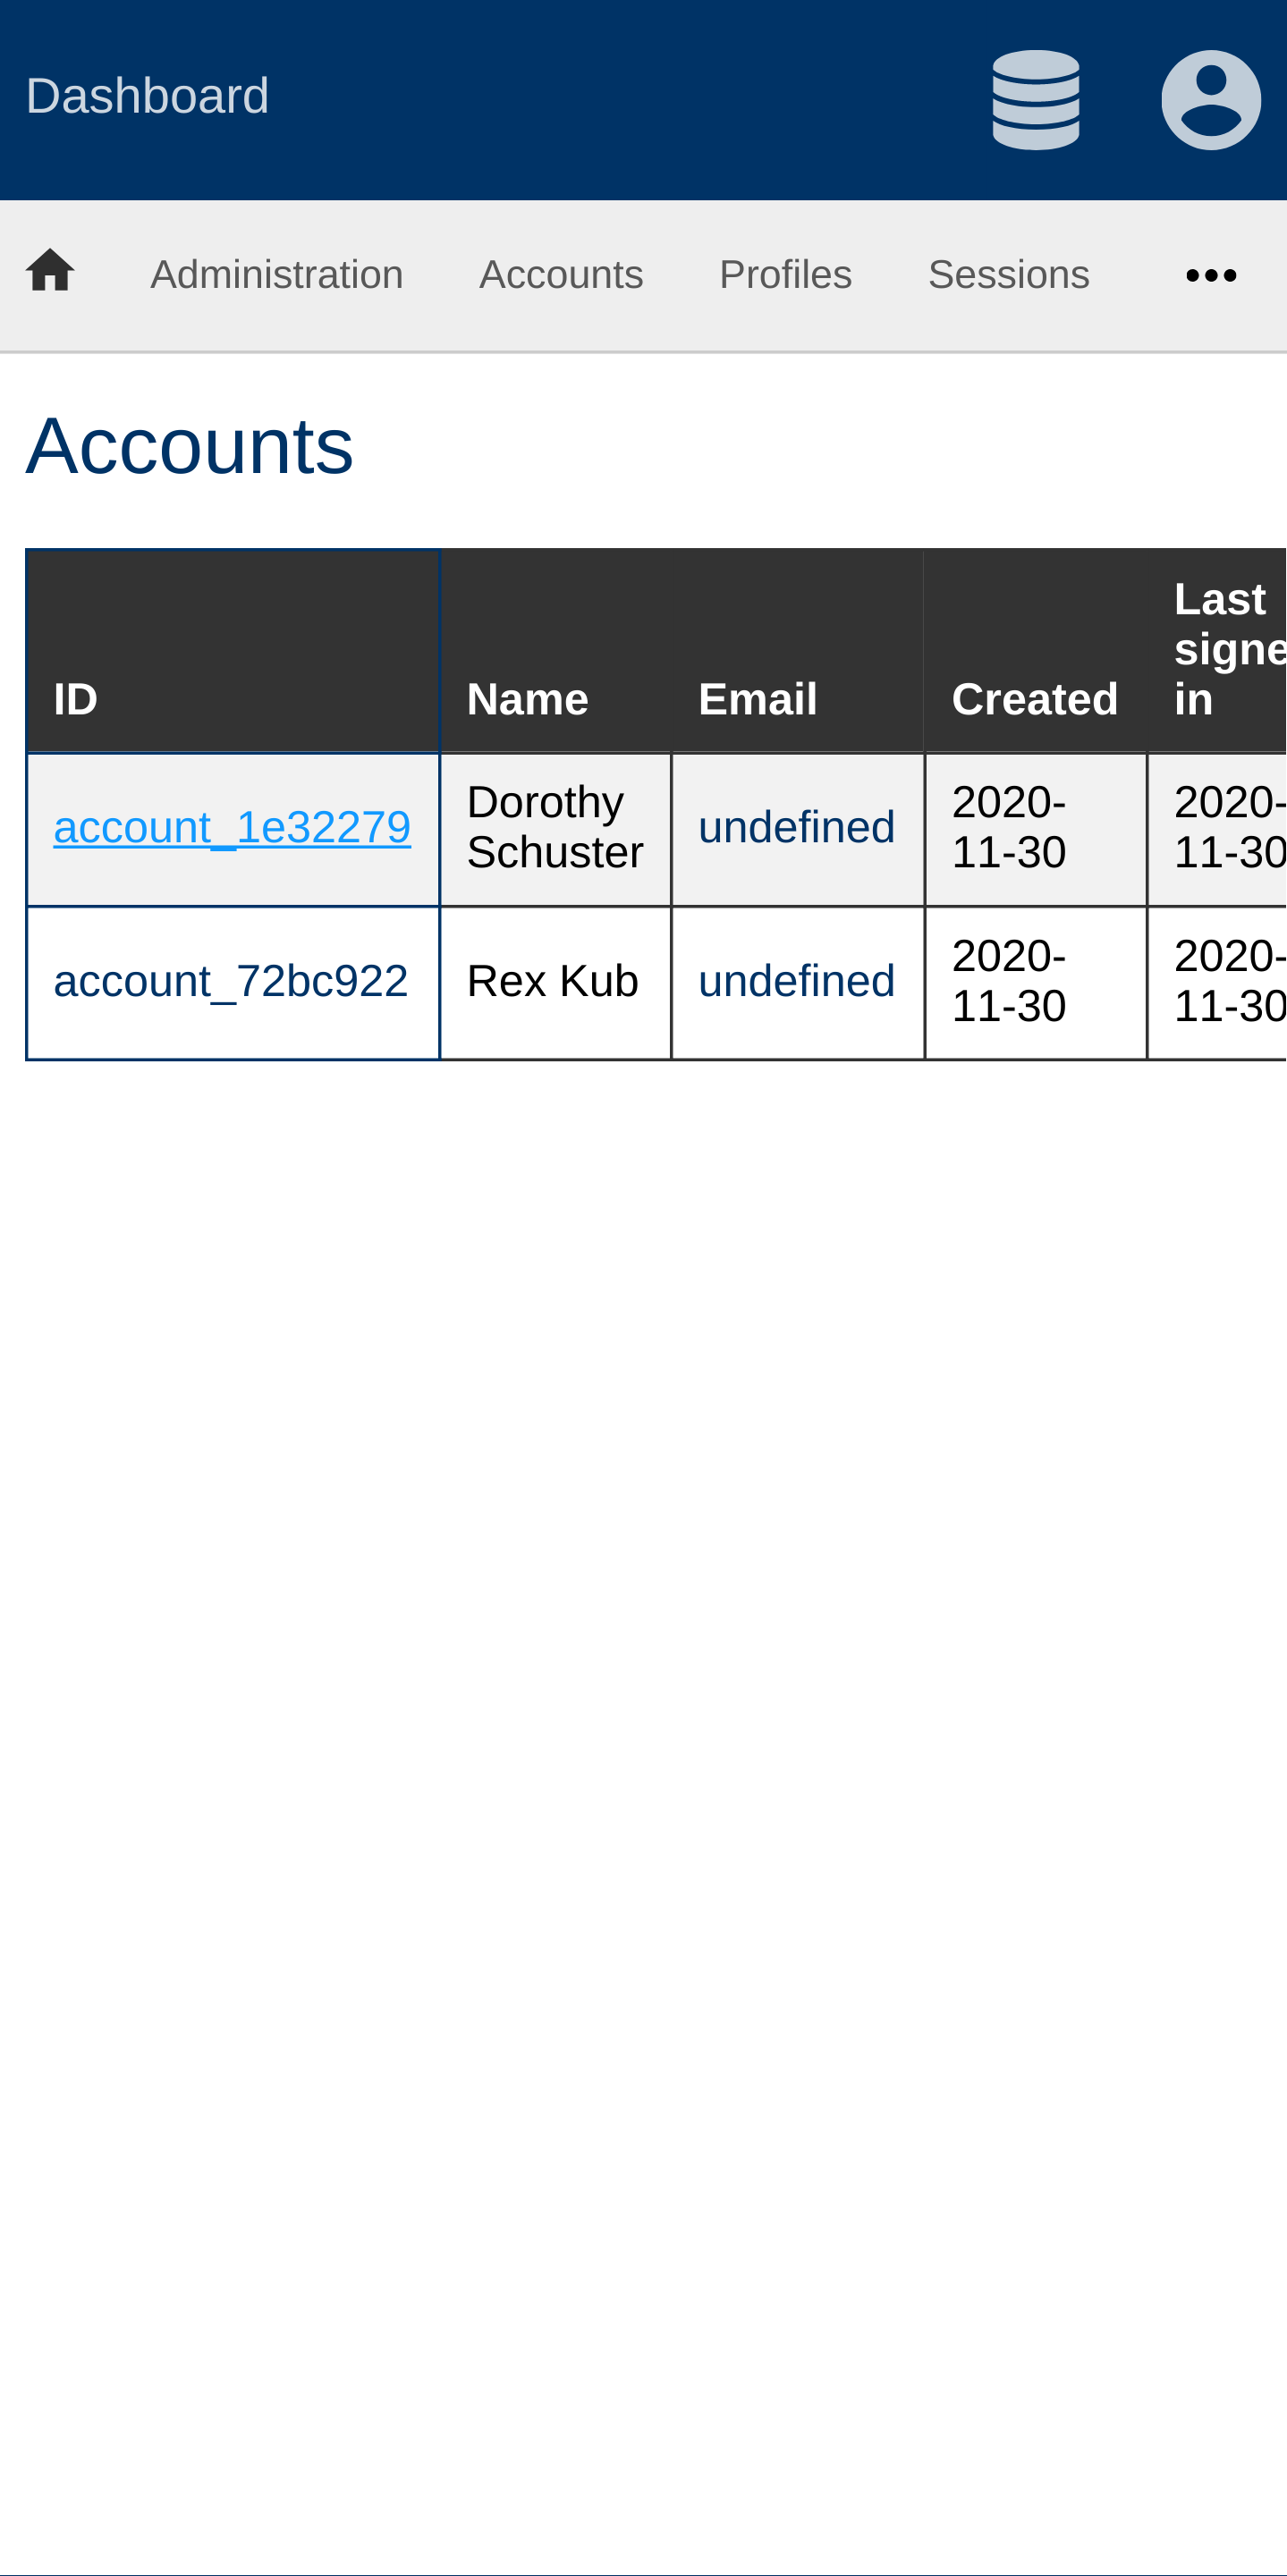 Dashboard
Administration Accounts Profiles Sessions
Accounts
ID Name Email Created Last signe in
account_1e32279 Dorothy Schuster undefined 2020-11-30 2020-11-30
account_72bc922 Rex Kub undefined 2020-11-30 2020-11-30